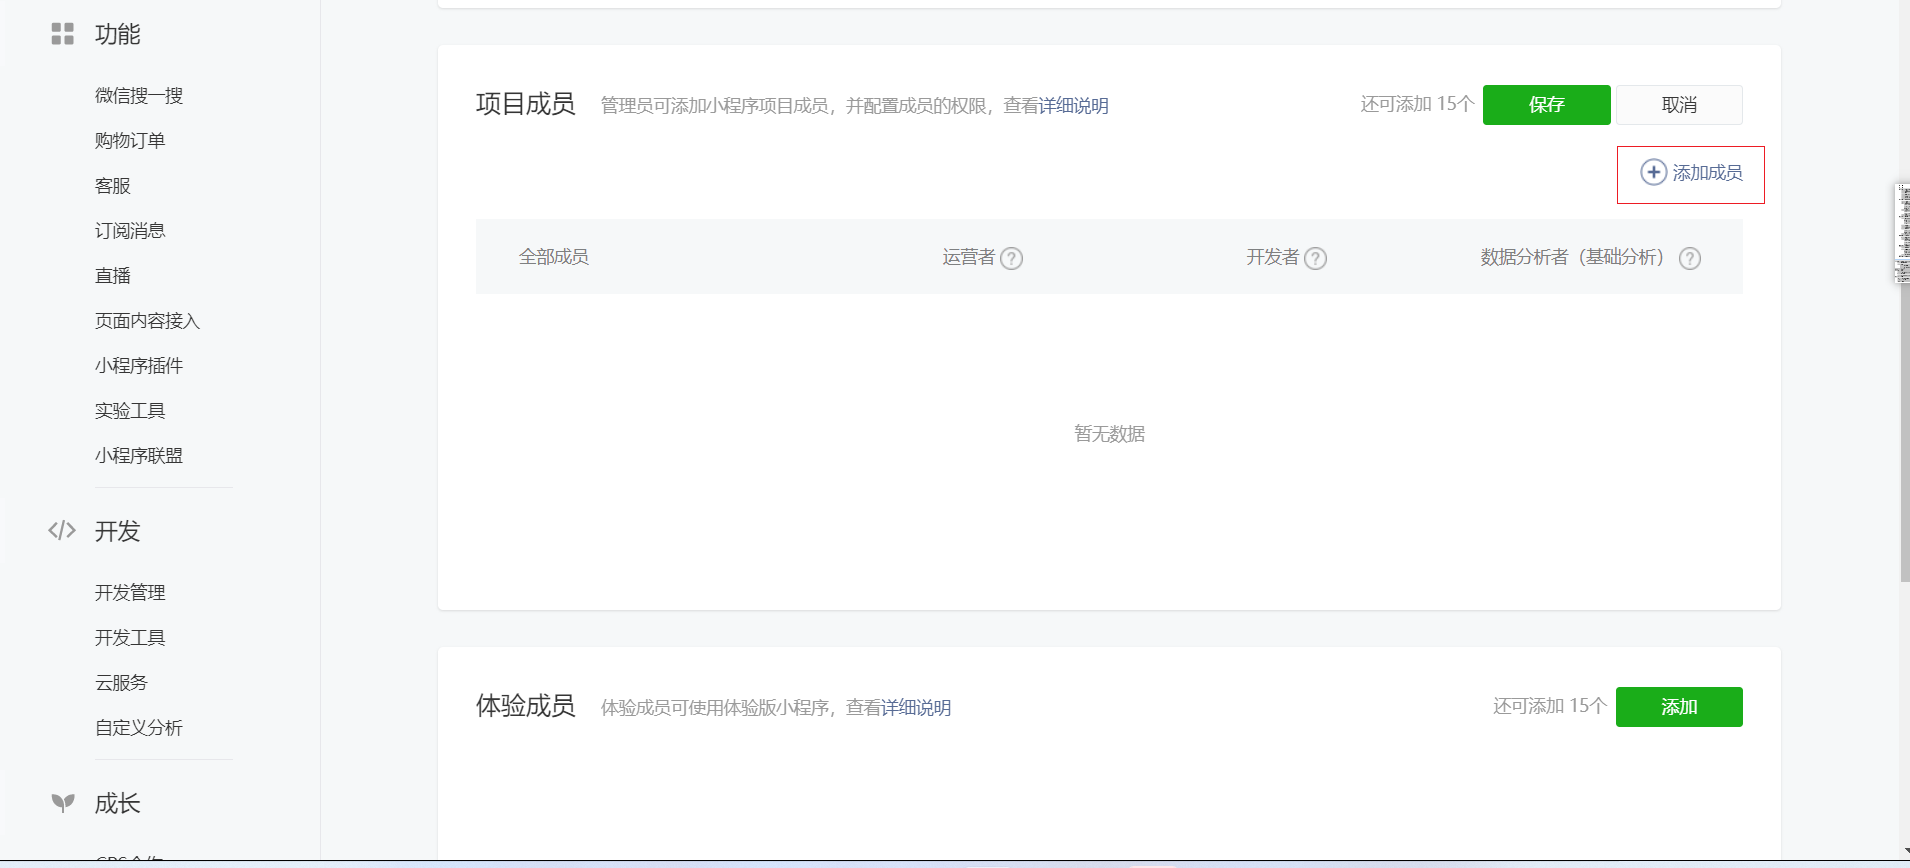 功能
微信搜一搜
购物订单
客服
订阅消息
直播
页面内容接入
小程序插件
实验工具
小程序联盟
开发
开发管理
开发工具
云服务
自定义分析
成长
项目成员 管理员可添加小程序项目成员，并配置成员的权限，查看详细说明 还可添加 15个 保存 取消
添加成员
全部成员 运营者 ? 开发者 ? 数据分析者（基础分析） ?
暂无数据
体验成员 体验成员可使用体验版小程序，查看详细说明 还可添加 15个 添加